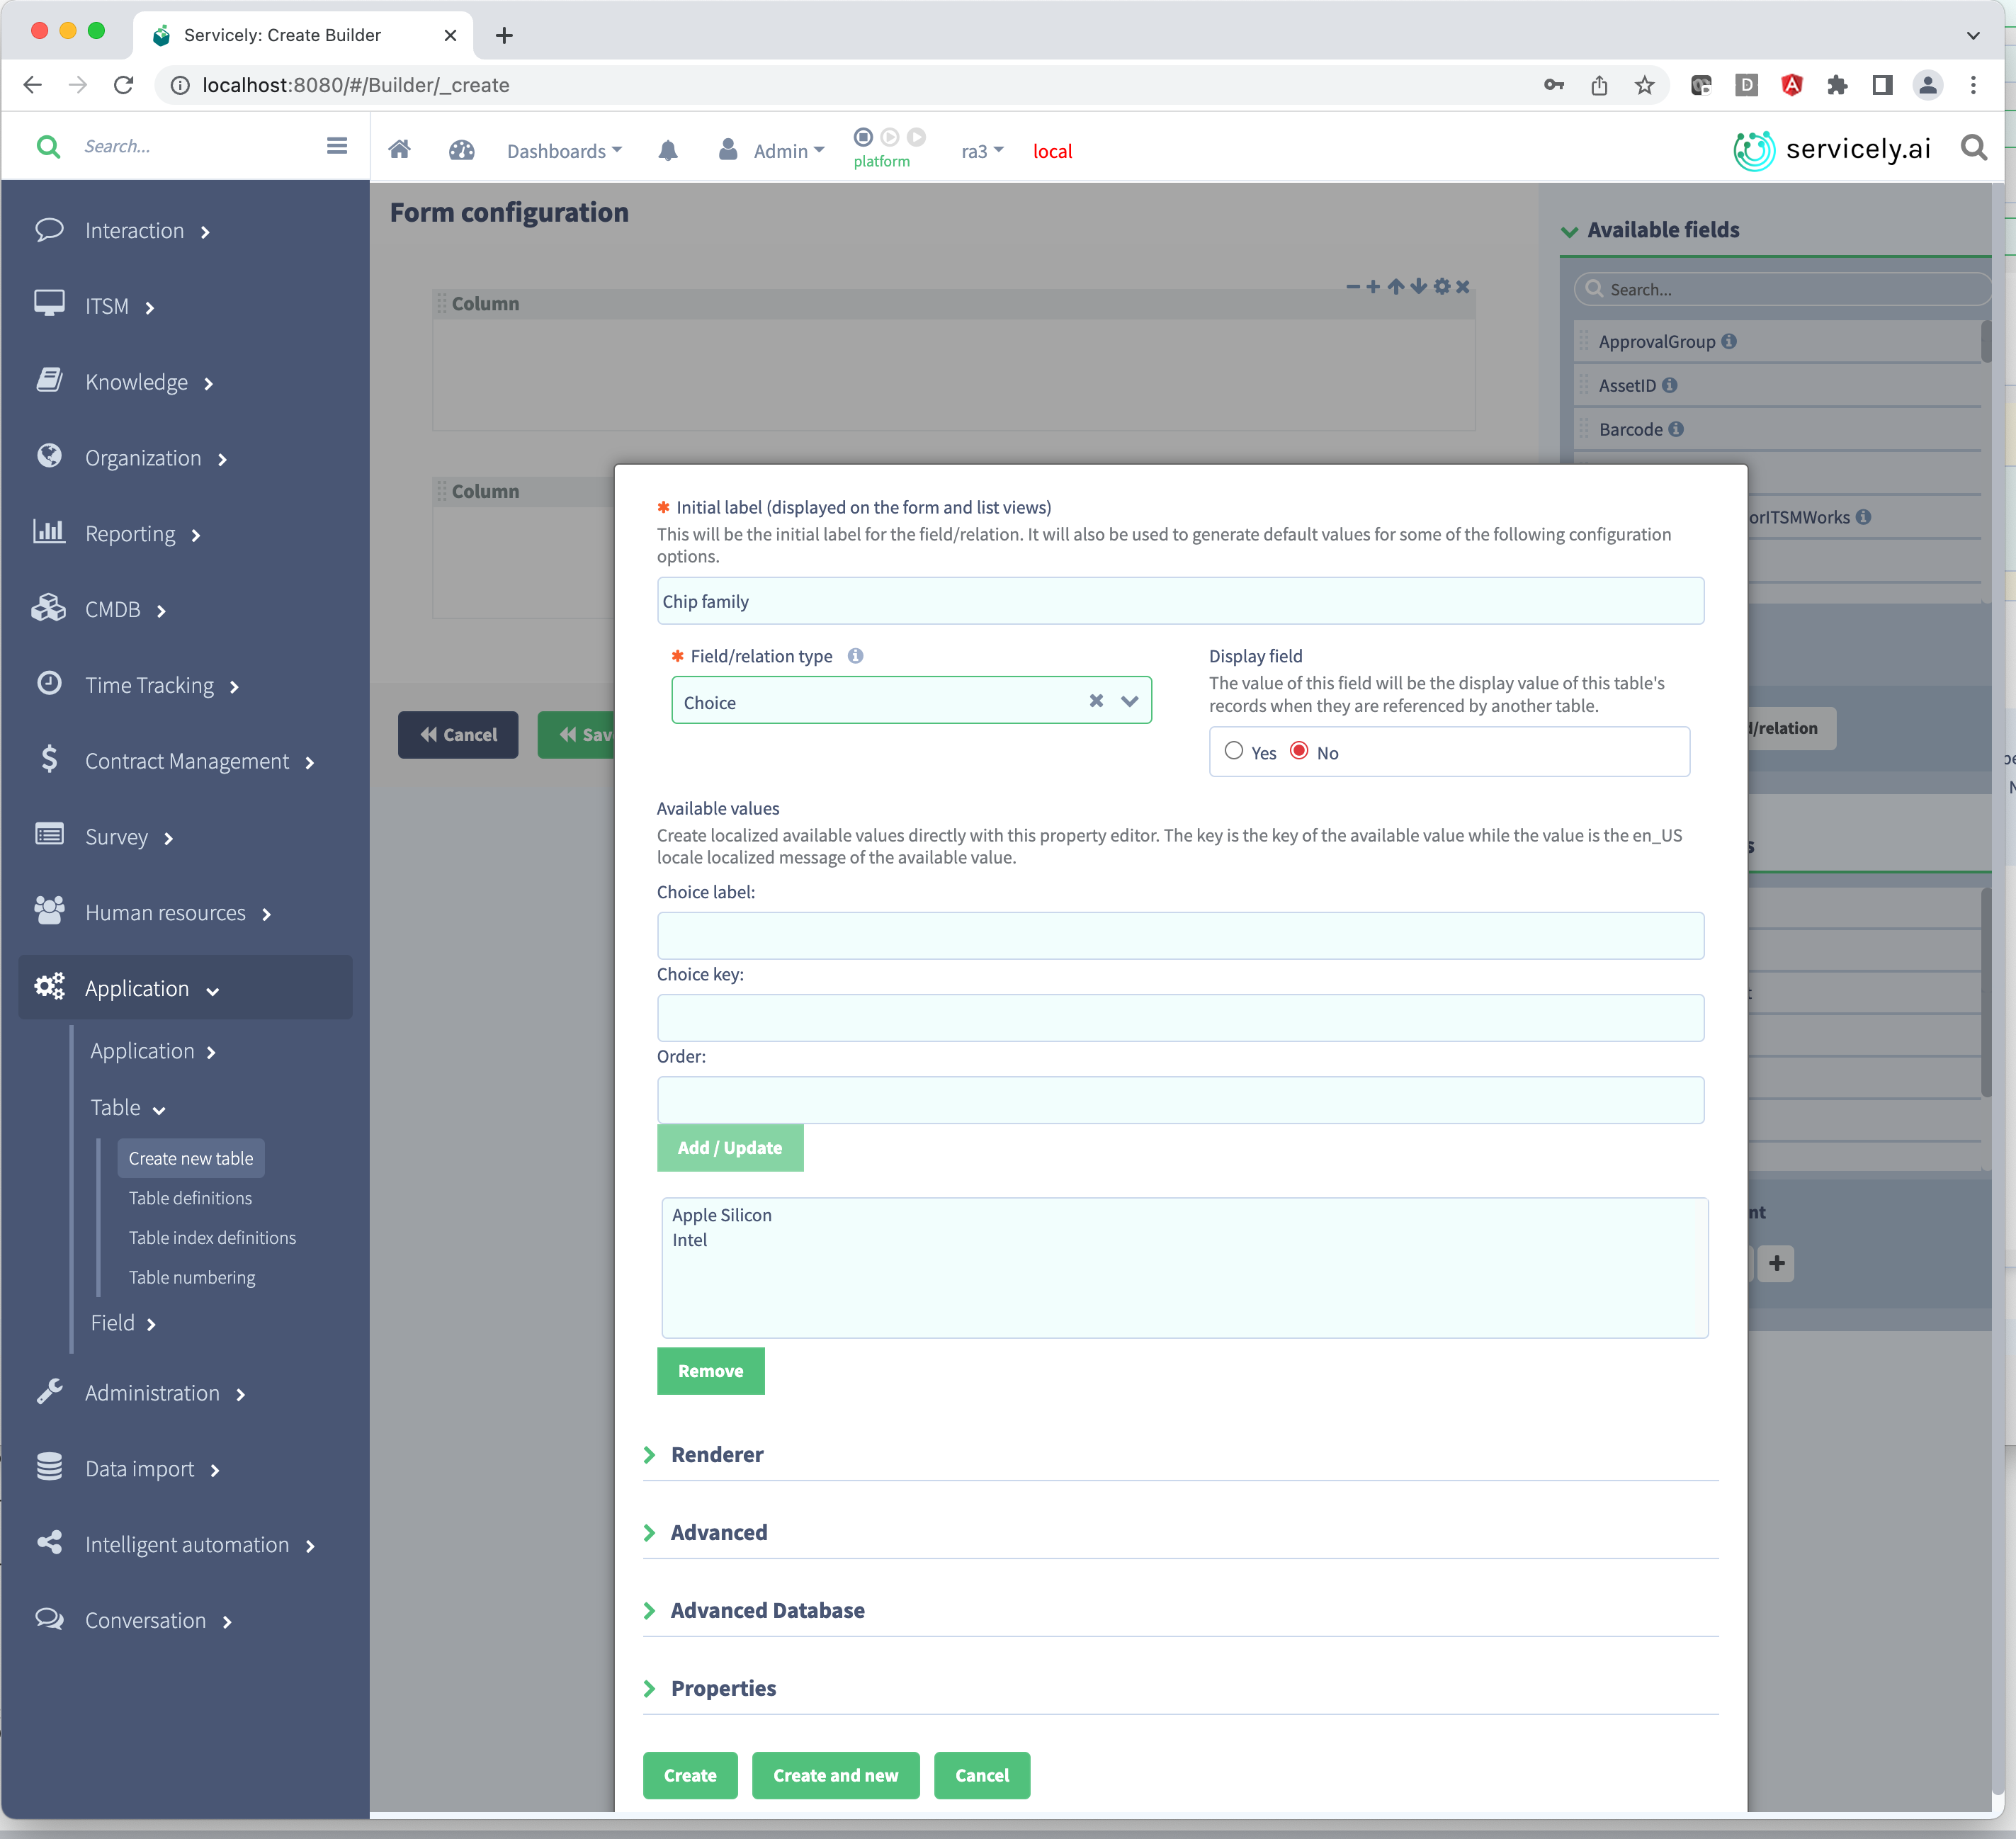 Servicely: Create Builder
localhost:8080/#/Builder/_create
Search...
Dashboards
Admin
platform
ra3
local
servicely.ai
Interaction
ITSM
Knowledge
Organization
Reporting
CMDB
Time Tracking
Contract Management
Survey
Human resources
Application
Application
Table
Create new table
Table definitions
Table index definitions
Table numbering
Field
Administration
Data import
Intelligent automation
Conversation
Form configuration
Column
Column
Cancel
Available fields
Search...
ApprovalGroup
AssetID
Barcode
orITSMWorks
/relation
* Initial label (displayed on the form and list views)
This will be the initial label for the field/relation. It will also be used to generate default values for some of the following configuration
options.
Chip family
* Field/relation type
Choice
Display field
The value of this field will be the display value of this table's
records when they are referenced by another table.
Yes No
Available values
Create localized available values directly with this property editor. The key is the key of the available value while the value is the en_US
locale localized message of the available value.
Choice label:
Choice key:
Order:
Add / Update
Apple Silicon
Intel
Remove
Renderer
Advanced
Advanced Database
Properties
Create
Create and new
Cancel